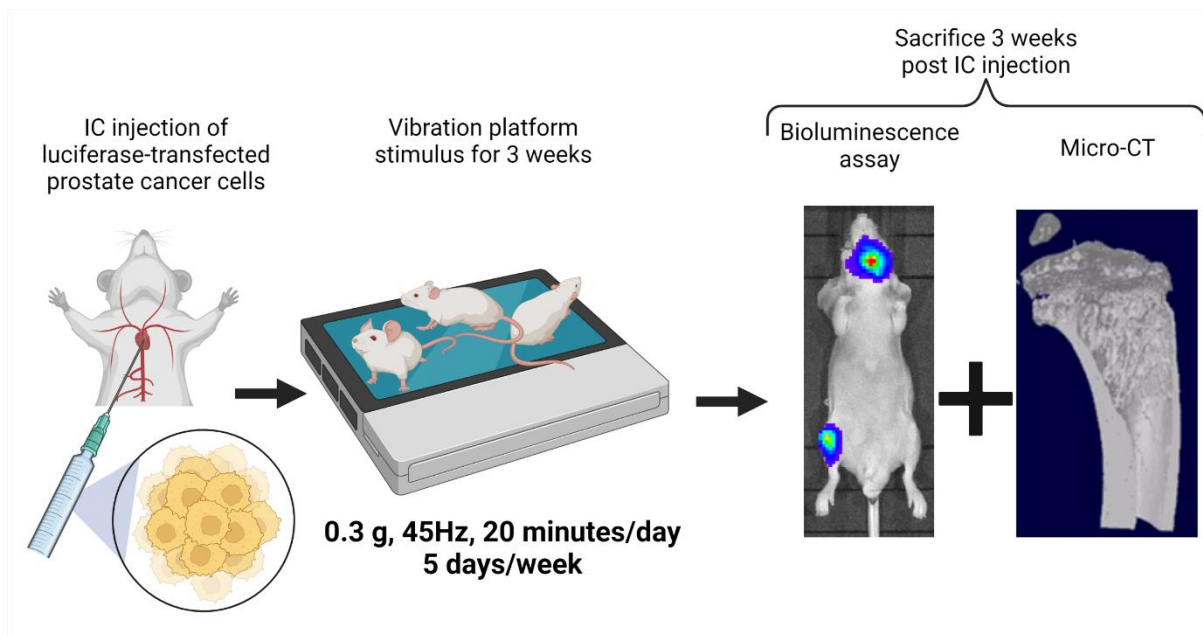 IC injection of
luciferase-transfected
prostate cancer cells
Vibration platform
stimulus for 3 weeks
0.3 g, 45Hz, 20 minutes/day
5 days/week
Sacrifice 3 weeks
post IC injection
Bioluminescence
assay
Micro-CT